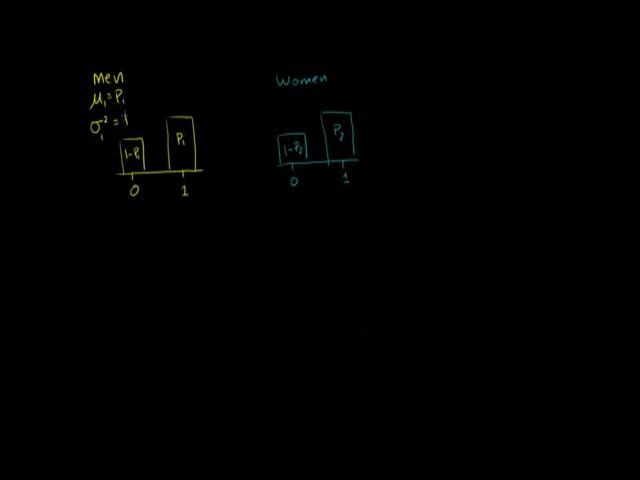 Men
μ₁=P₁
σ₁²=
1-P₁
P₁
0 1
Women
1-P₂
P₂
0 1